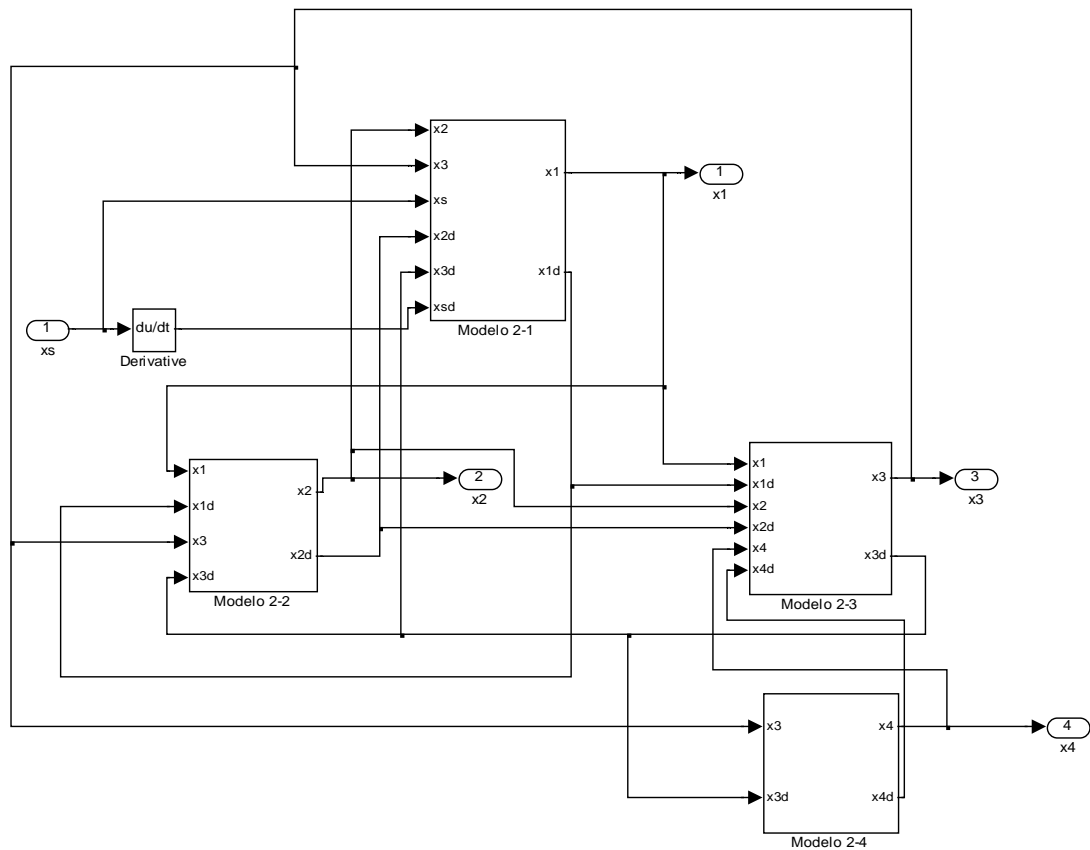 x2
x3
xs
x2d
x3d
xsd
x1
x1d
Modelo 2-1
1
x1
1
xs
du/dt
Derivative
x1
x1d
x3
x3d
x2
x2d
Modelo 2-2
2
x2
x1
x1d
x2
x2d
x4
x4d
x3
x3d
Modelo 2-3
3
x3
x3
x3d
x4
x4d
Modelo 2-4
4
x4